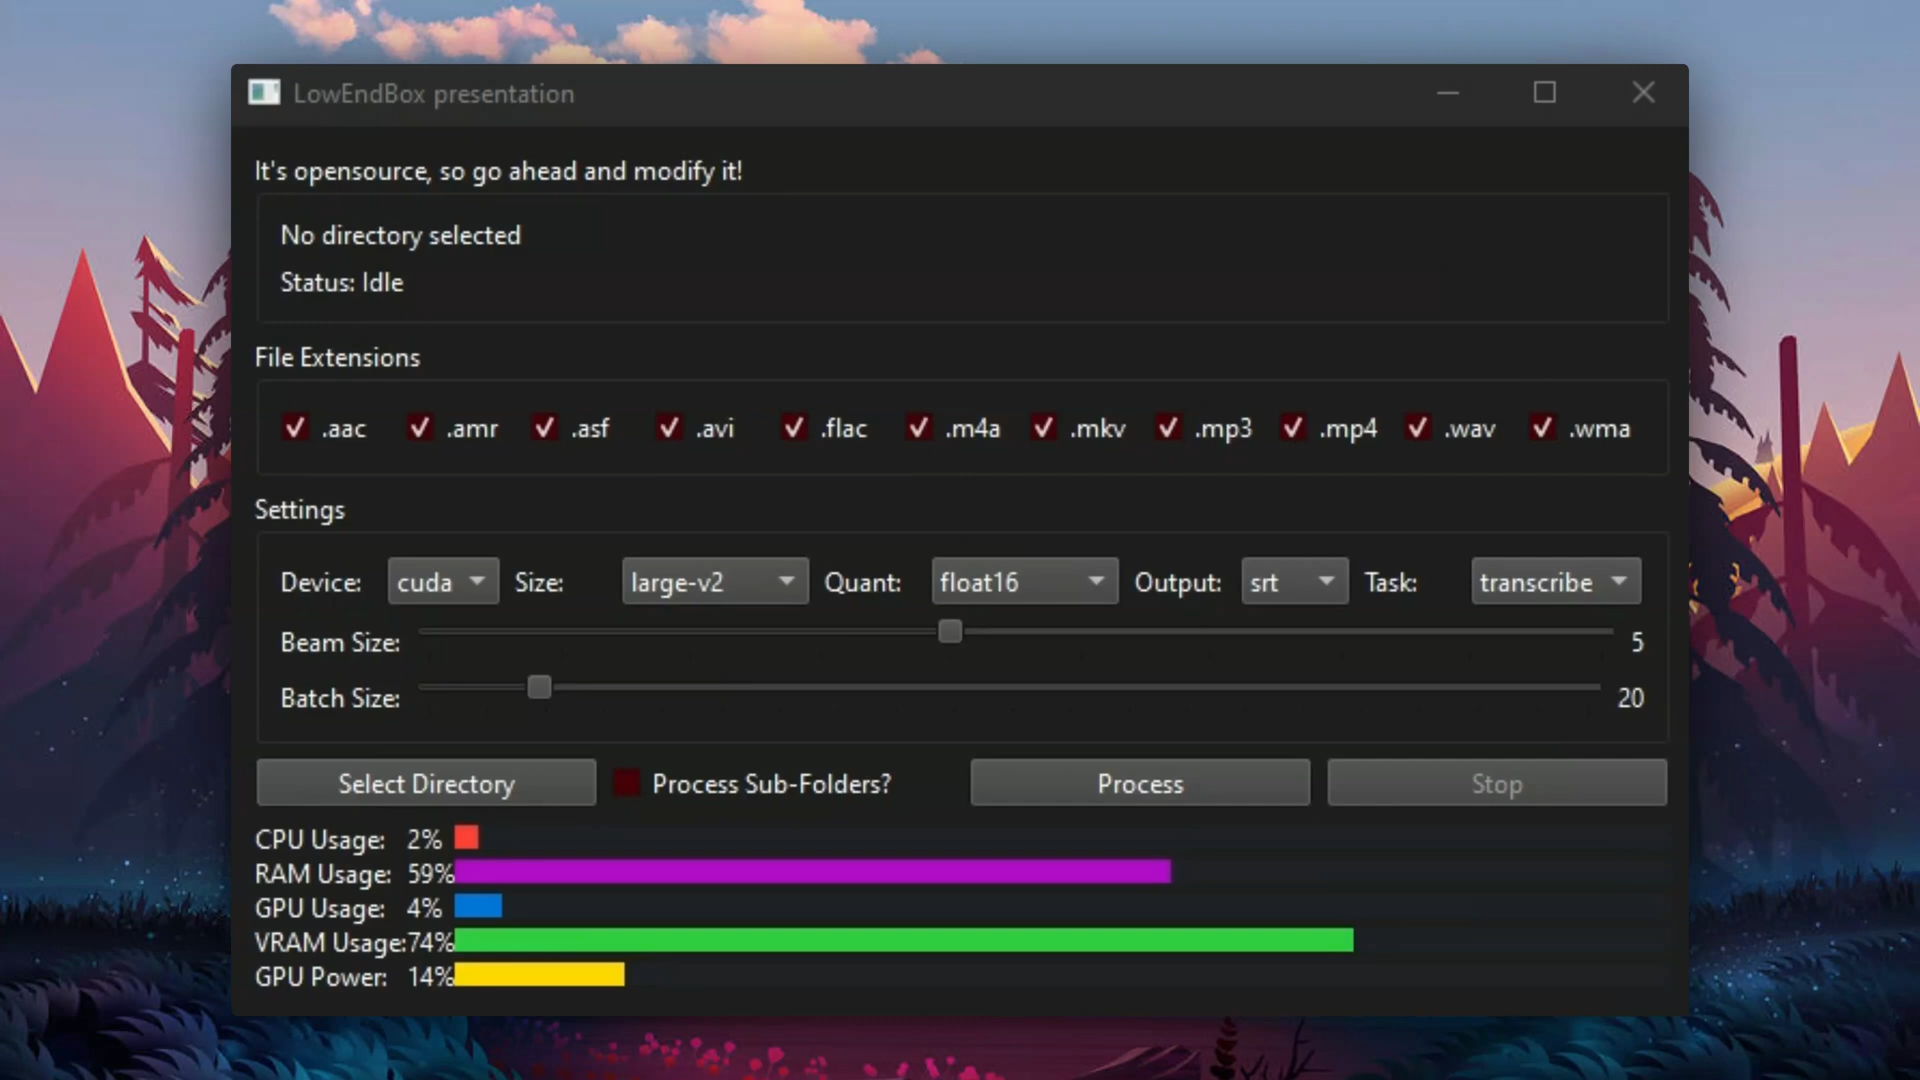 LowEndBox presentation
It's opensource, so go ahead and modify it!
No directory selected
Status: Idle
File Extensions
.aac .amr .asf .avi .flac .m4a .mkv .mp3 .mp4 .wav .wma
Settings
Device: cuda Size: large-v2 Quant: float16 Output: srt Task: transcribe
Beam Size: 5
Batch Size: 20
Select Directory Process Sub-Folders? Process Stop
CPU Usage: 2%
RAM Usage: 59%
GPU Usage: 4%
VRAM Usage: 74%
GPU Power: 14%